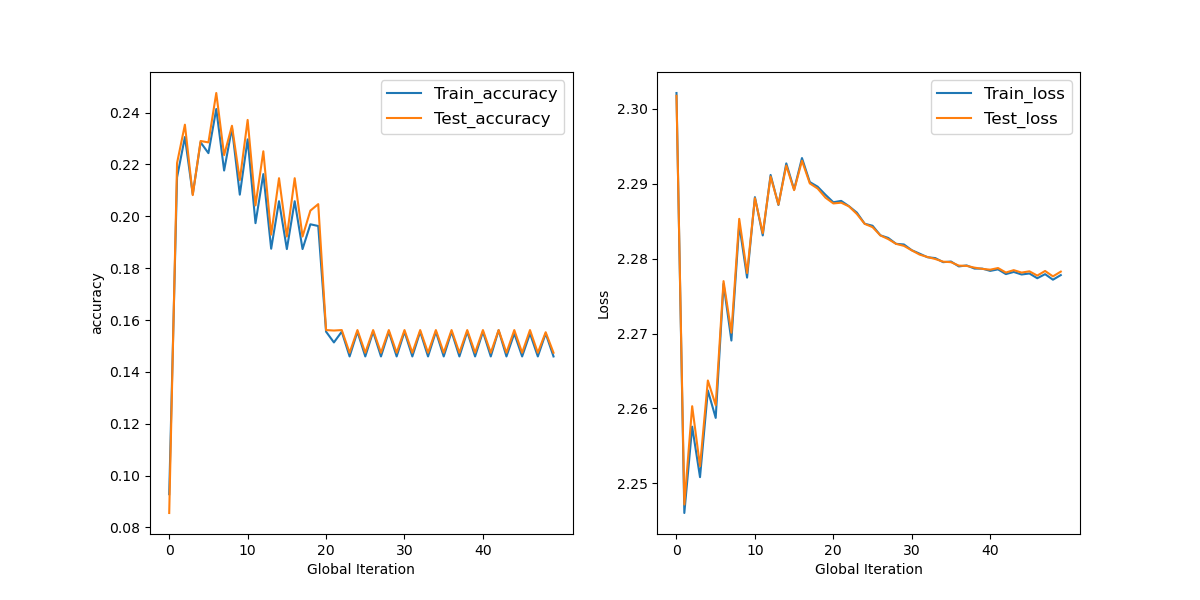 Train_accuracy
Test_accuracy
accuracy
0.24
0.22
0.20
0.18
0.16
0.14
0.12
0.10
0.08
0 10 20 30 40
Global Iteration
Train_loss
Test_loss
Loss
2.30
2.29
2.28
2.27
2.26
2.25
0 10 20 30 40
Global Iteration